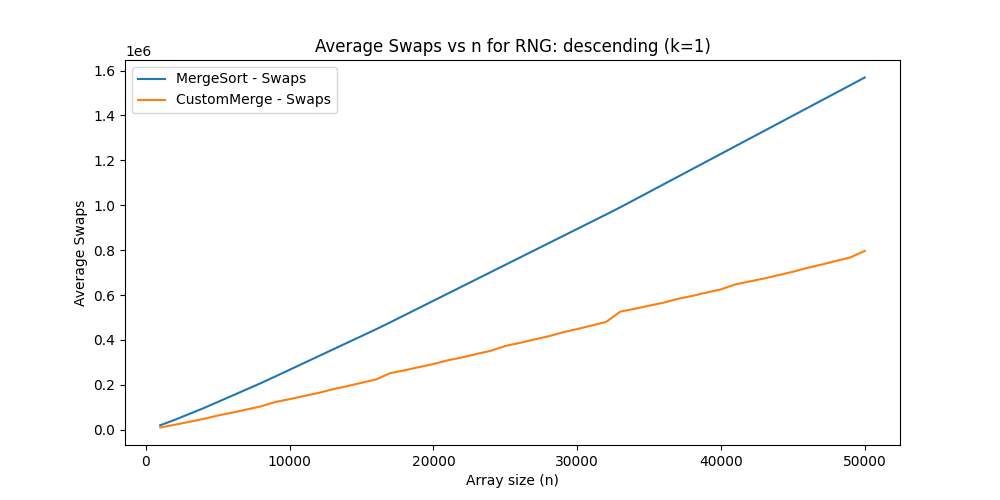 Average Swaps vs n for RNG: descending (k=1)
1e6
MergeSort - Swaps
CustomMerge - Swaps
1.6
1.4
1.2
1.0
0.8
0.6
0.4
0.2
0.0
Average Swaps
0 10000 20000 30000 40000 50000
Array size (n)